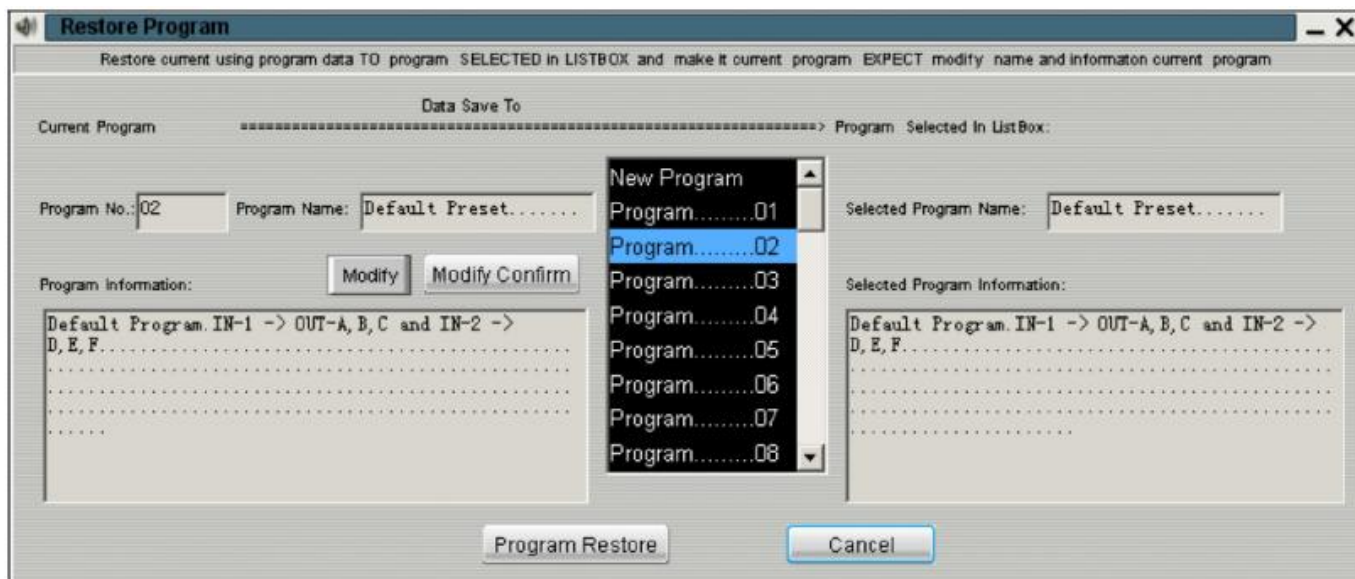 Restore Program
Restore current using program data TO program SELECTED in LISTBOX and make it current program EXPECT modify name and informaton current program
Data Save To
Current Program ==================================================================> Program Selected In ListBox:
Program No.: 02 Program Name: Default Preset.......
New Program
Program.........01
Program.........02
Program.........03
Program.........04
Program.........05
Program.........06
Program.........07
Program.........08
Selected Program Name: Default Preset.......
Modify Modify Confirm
Program Information:
Default Program.IN-1 -> OUT-A,B,C and IN-2 ->
D,E,F.............................................
..................................................
..................................................
..................................................
......
Selected Program Information:
Default Program.IN-1 -> OUT-A,B,C and IN-2 ->
D,E,F.........................................
..............................................
..............................................
..............................................
......................
Program Restore Cancel